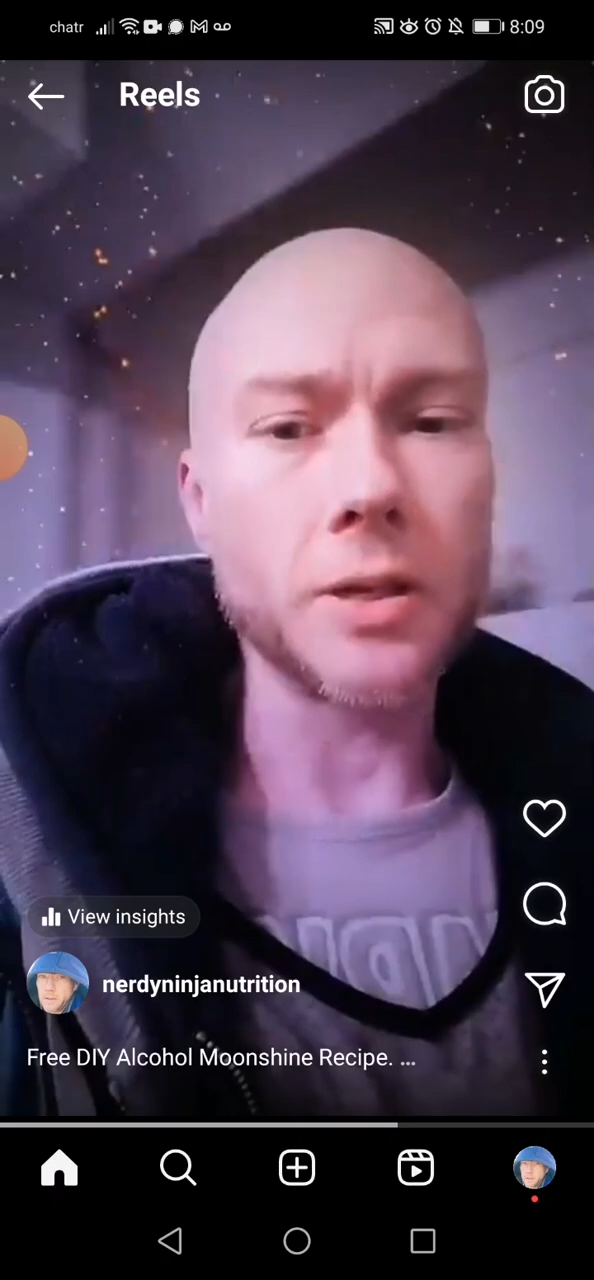 chatr 8:09
Reels
View insights
nerdyninjanutrition
Free DIY Alcohol Moonshine Recipe. ...